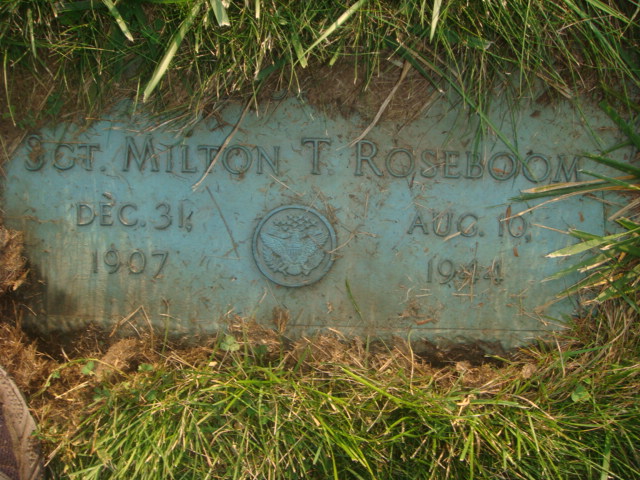 SGT. MILTON T. ROSEBOOM
DEC. 31, 1907
AUG. 10, 1944